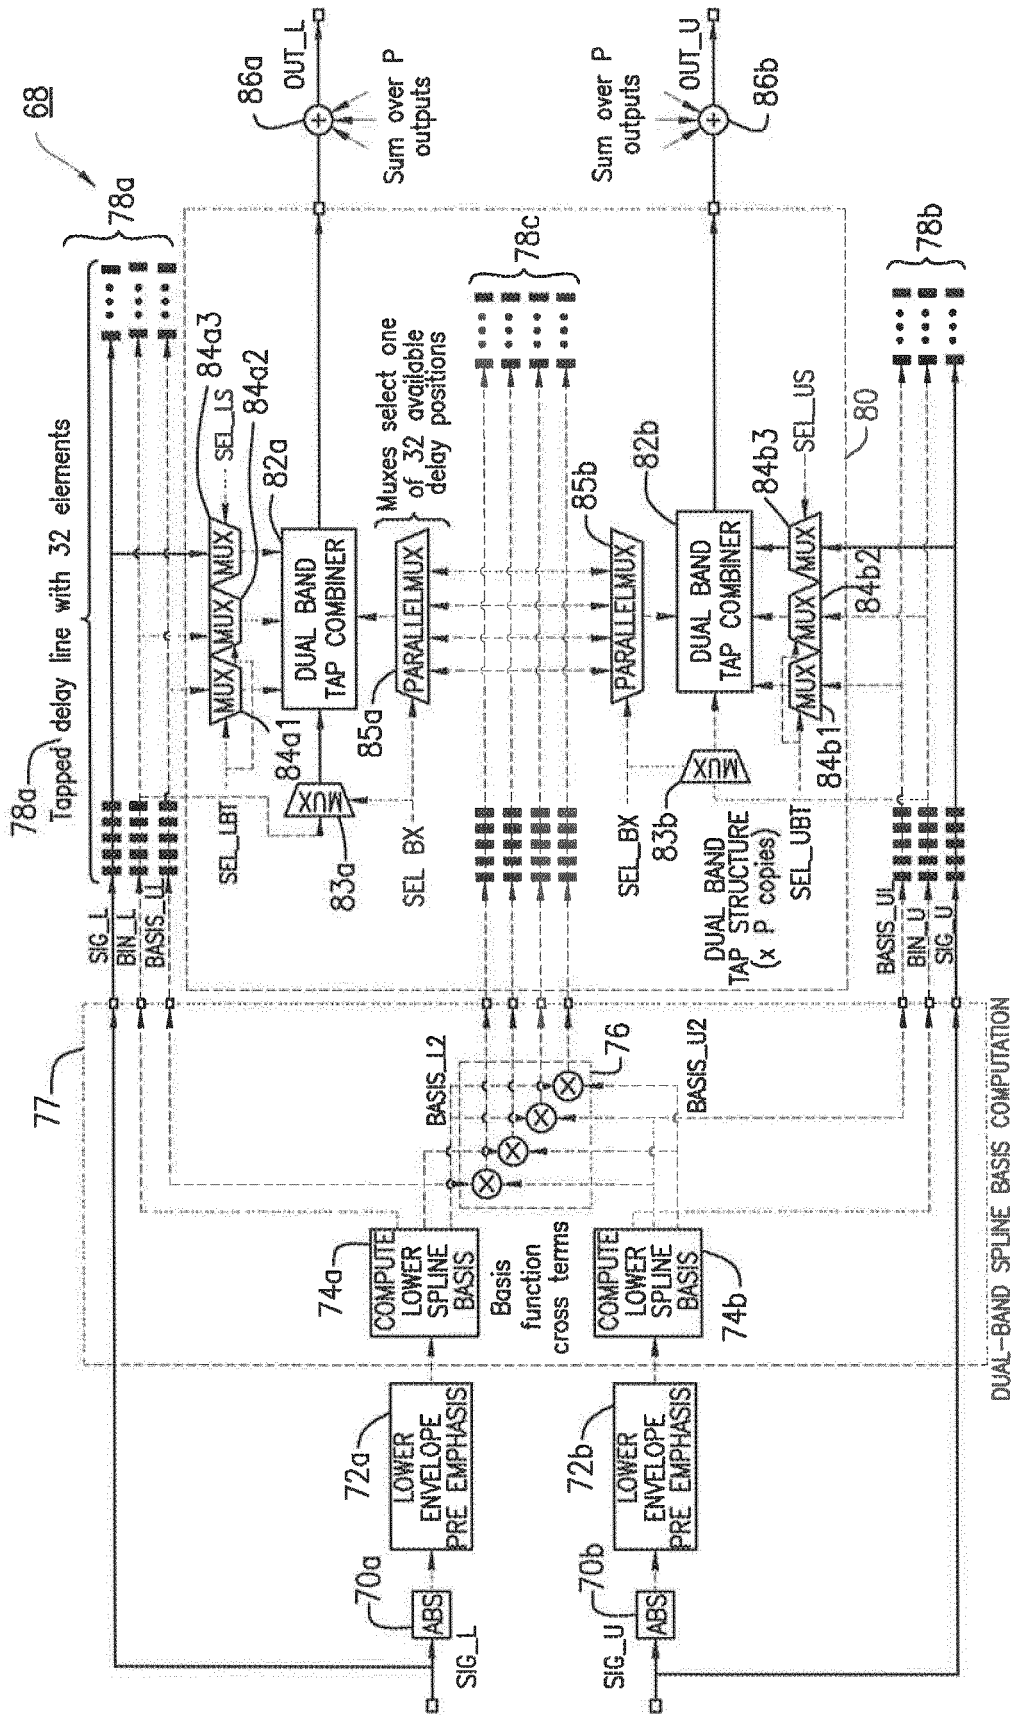 68
78a
Tapped delay line with 32 elements
78a
SIG_L
BIN_L
BASIS_LL
SEL_LBT
MUX
MUX
MUX
84a1
84a2
84a3
SEL_LS
82a
DUAL BAND
TAP COMBINER
MUX
83a
SEL BX
85a
PARALLELMUX
Muxes select one
of 32 available
delay positions
86a
OUT_L
Sum over P
outputs
78c
Sum over P
outputs
OUT_U
86b
85b
PARALLELMUX
SEL_BX
82b
DUAL BAND
TAP COMBINER
MUX
83b
MUX
MUX
MUX
84b1
84b2
84b3
SEL_US
SEL_UBT
DUAL BAND
TAP STRUCTURE
(x P copies)
80
78b
BASIS_UL
BIN_U
SIG_U
77
BASIS_L2
76
BASIS_U2
74a
COMPUTE
LOWER
SPLINE
BASIS
Basis
function
cross terms
COMPUTE
LOWER
SPLINE
BASIS
74b
DUAL-BAND SPLINE BASIS COMPUTATION
72a
LOWER
ENVELOPE
PRE EMPHASIS
72b
LOWER
ENVELOPE
PRE EMPHASIS
70a
ABS
SIG_L
70b
ABS
SIG_U